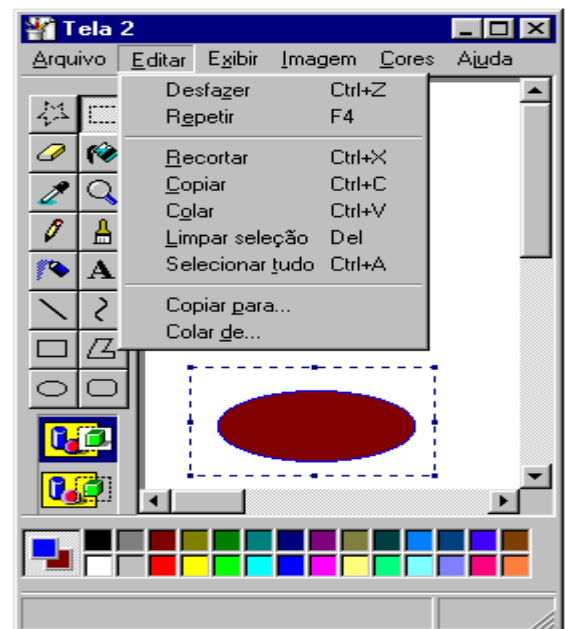 Tela 2
Arquivo Editar Exibir Imagem Cores Ajuda
Desfazer Ctrl+Z
Repetir F4
Recortar Ctrl+X
Copiar Ctrl+C
Colar Ctrl+V
Limpar seleção Del
Selecionar tudo Ctrl+A
Copiar para...
Colar de...
A